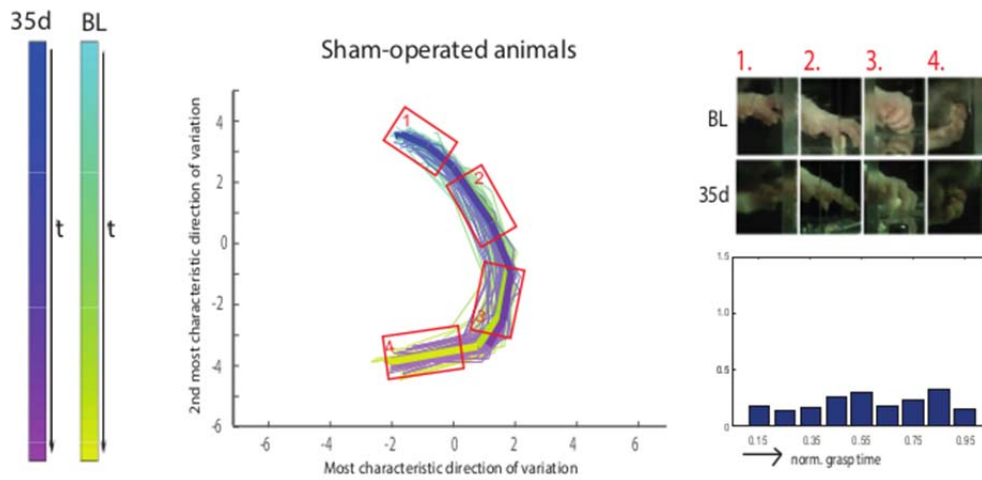 35d BL
t t
Sham-operated animals
2nd most characteristic direction of variation
4
2
0
-2
-4
-6
-6 -4 -2 0 2 4 6
Most characteristic direction of variation
1
2
3
4
1. 2. 3. 4.
BL
35d
1.5
1.0
0.5
0
0.15 0.35 0.55 0.75 0.95
norm. grasp time